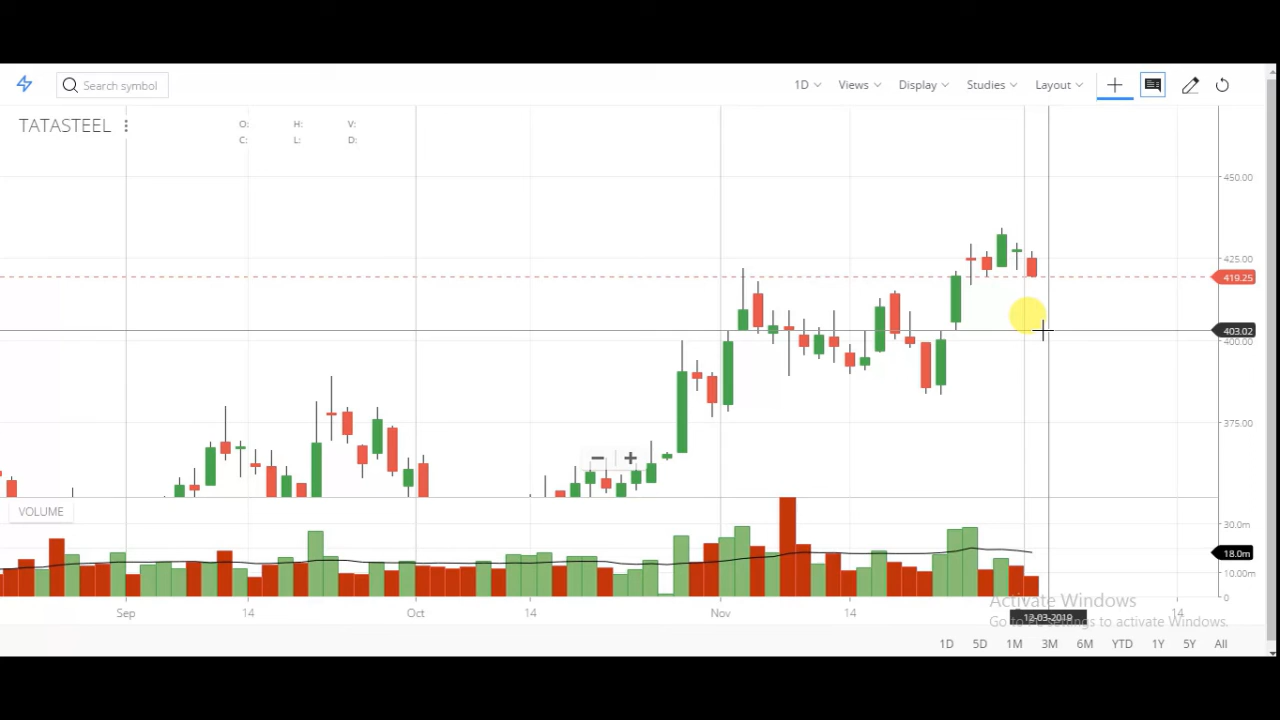 Search symbol 1D Views Display Studies Layout
TATASTEEL O: H: V:
C: L: D:
450.00
425.00
419.25
403.02
400.00
375.00
VOLUME
30.0m
18.0m
10.00m
0
Sep 14 Oct 14 Nov 14 14
Activate Windows
12-03-2019
Go to PC settings to activate Windows.
1D 5D 1M 3M 6M YTD 1Y 5Y All